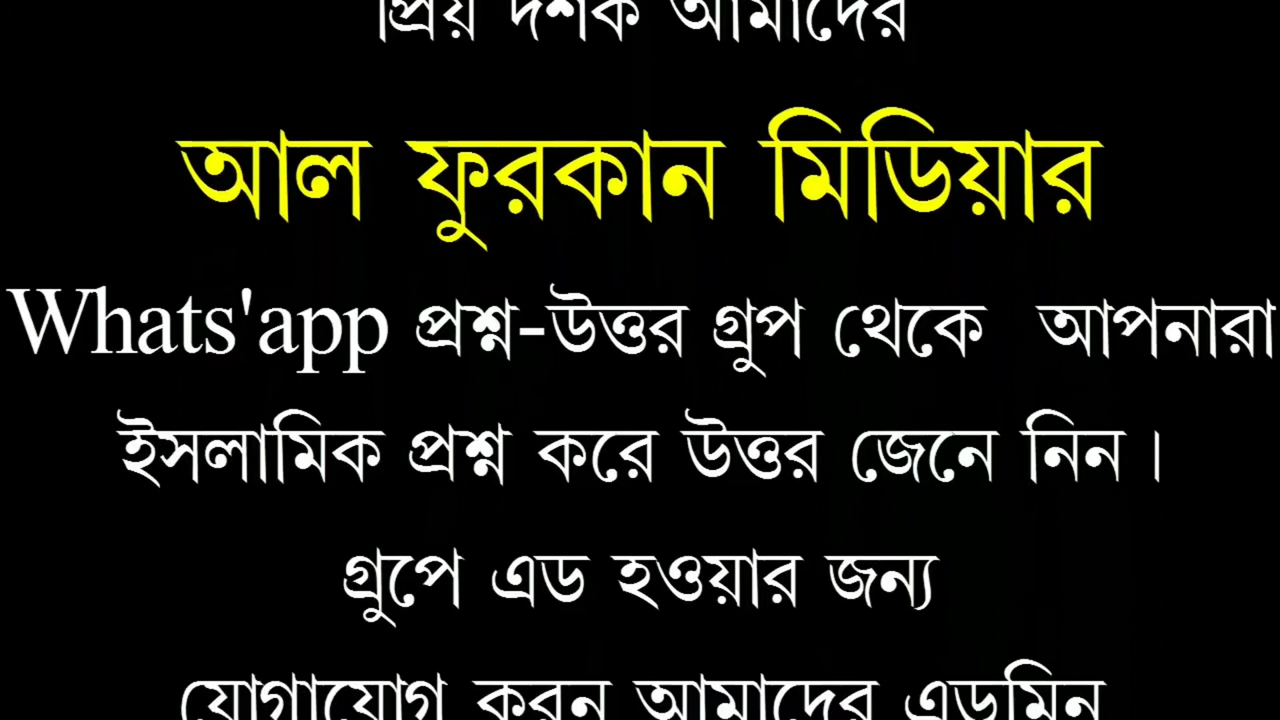 প্রিয় দর্শক আমাদের
আল ফুরকান মিডিয়ার
Whats'app প্রশ্ন-উত্তর গ্রুপ থেকে আপনারা
ইসলামিক প্রশ্ন করে উত্তর জেনে নিন।
গ্রুপে এড হওয়ার জন্য
যোগাযোগ করুন আমাদের এডমিন